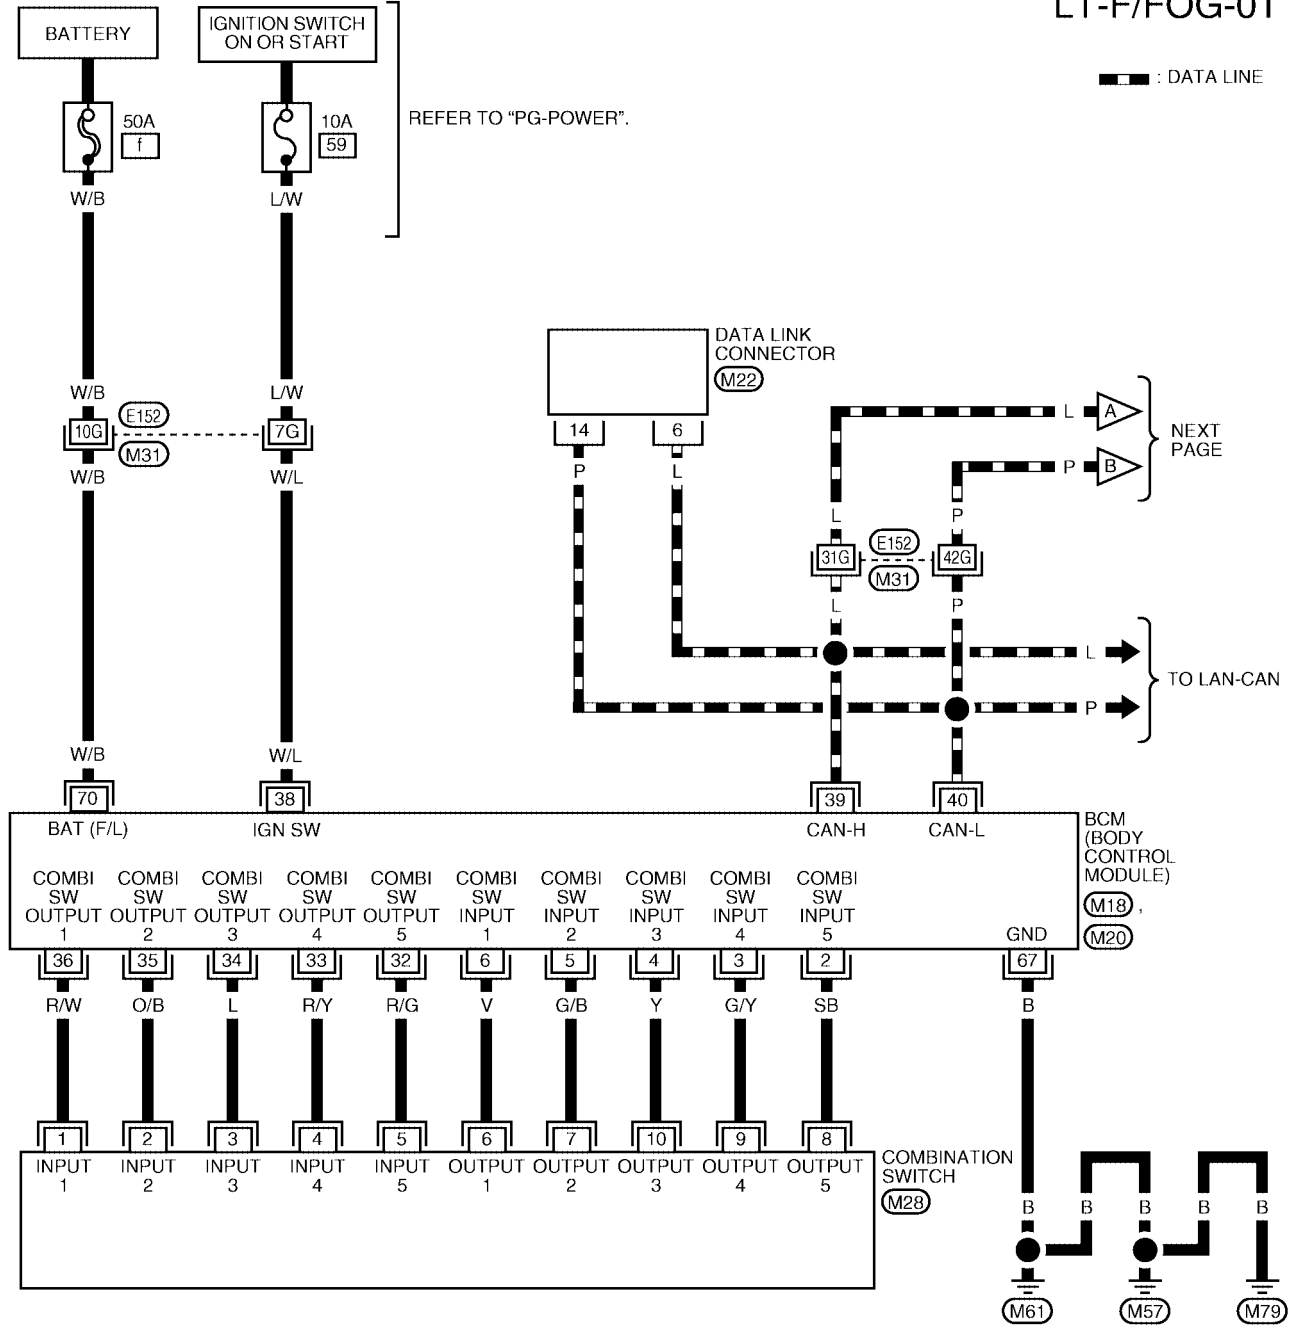 LT-F/FOG-01
BATTERY
IGNITION SWITCH
ON OR START
: DATA LINE
50A
f
10A
59
REFER TO “PG-POWER”.
W/B
L/W
DATA LINK
CONNECTOR
M22
W/B
L/W
10G
E152
M31
7G
W/B
W/L
14
6
P
L
L
A
P
B
NEXT
PAGE
L
P
31G
E152
M31
42G
L
P
L
P
TO LAN-CAN
W/B
W/L
70
38
39
40
BAT (F/L)
IGN SW
CAN-H
CAN-L
BCM
(BODY
CONTROL
MODULE)
M18 ,
M20
COMBI
SW
OUTPUT
1
COMBI
SW
OUTPUT
2
COMBI
SW
OUTPUT
3
COMBI
SW
OUTPUT
4
COMBI
SW
OUTPUT
5
COMBI
SW
INPUT
1
COMBI
SW
INPUT
2
COMBI
SW
INPUT
3
COMBI
SW
INPUT
4
COMBI
SW
INPUT
5
GND
36
35
34
33
32
6
5
4
3
2
67
R/W
O/B
L
R/Y
R/G
V
G/B
Y
G/Y
SB
B
1
2
3
4
5
6
7
10
9
8
INPUT
1
INPUT
2
INPUT
3
INPUT
4
INPUT
5
OUTPUT
1
OUTPUT
2
OUTPUT
3
OUTPUT
4
OUTPUT
5
COMBINATION
SWITCH
M28
B
B
B
B
B
M61
M57
M79